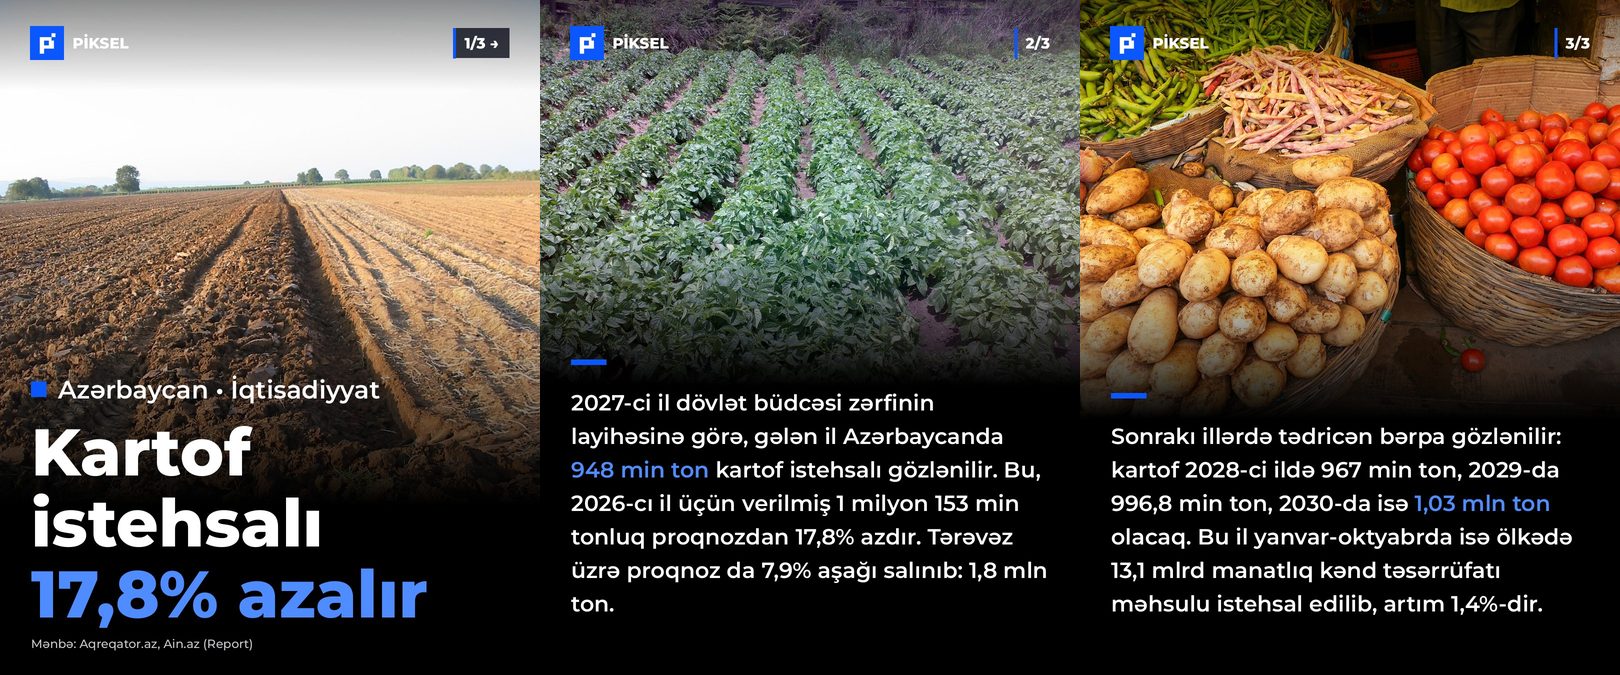 PİKSEL
1/3 →
Azərbaycan • İqtisadiyyat
Kartof
istehsalı
17,8% azalır
Mənbə: Aqreqator.az, Ain.az (Report)
PİKSEL
2/3
2027-ci il dövlət büdcəsi zərfinin
layihəsinə görə, gələn il Azərbaycanda
948 min ton kartof istehsalı gözlənilir. Bu,
2026-cı il üçün verilmiş 1 milyon 153 min
tonluq proqnozdan 17,8% azdır. Tərəvəz
üzrə proqnoz da 7,9% aşağı salınıb: 1,8 mln
ton.
PİKSEL
3/3
Sonrakı illərdə tədricən bərpa gözlənilir:
kartof 2028-ci ildə 967 min ton, 2029-da
996,8 min ton, 2030-da isə 1,03 mln ton
olacaq. Bu il yanvar-oktyabrda isə ölkədə
13,1 mlrd manatlıq kənd təsərrüfatı
məhsulu istehsal edilib, artım 1,4%-dir.